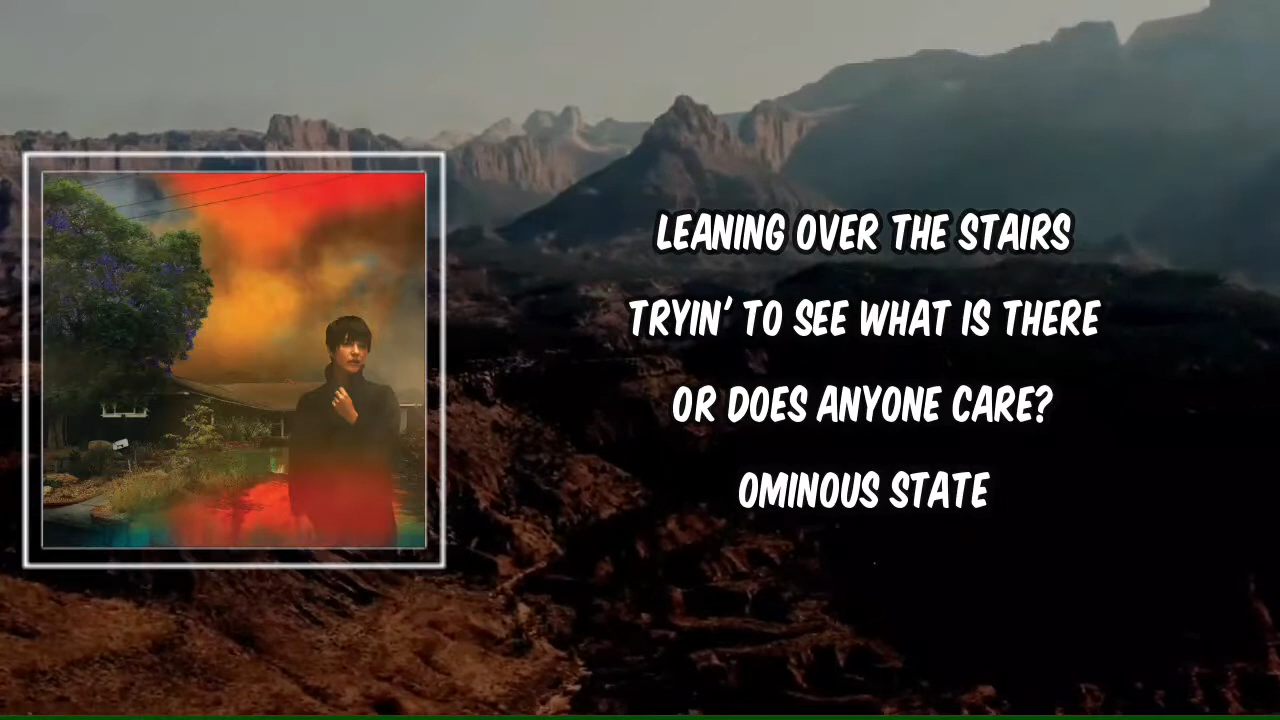 LEANING OVER THE STAIRS
TRYIN' TO SEE WHAT IS THERE
OR DOES ANYONE CARE?
OMINOUS STATE